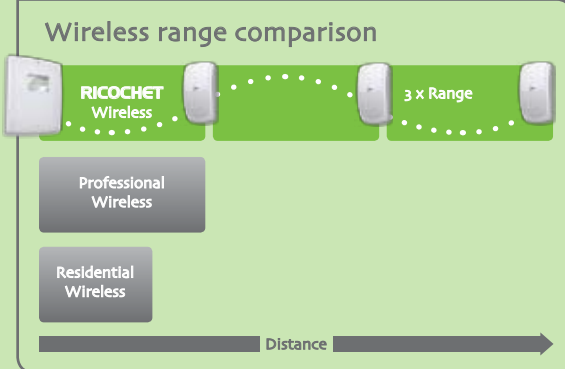 Wireless range comparison
RICOCHET
Wireless
3 x Range
Professional
Wireless
Residential
Wireless
Distance